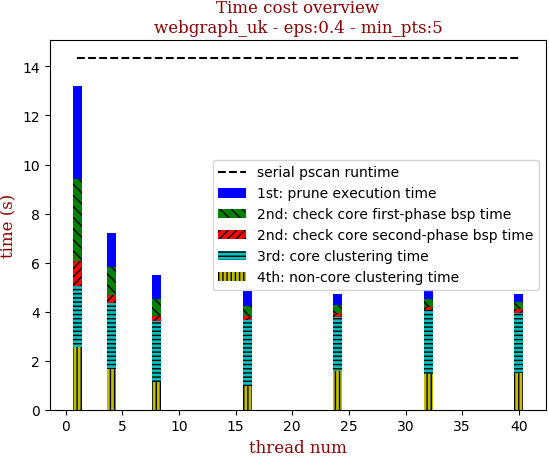 Time cost overview
webgraph_uk - eps:0.4 - min_pts:5
time (s)
14
12
10
8
6
4
2
0
serial pscan runtime
1st: prune execution time
2nd: check core first-phase bsp time
2nd: check core second-phase bsp time
3rd: core clustering time
4th: non-core clustering time
0 5 10 15 20 25 30 35 40
thread num